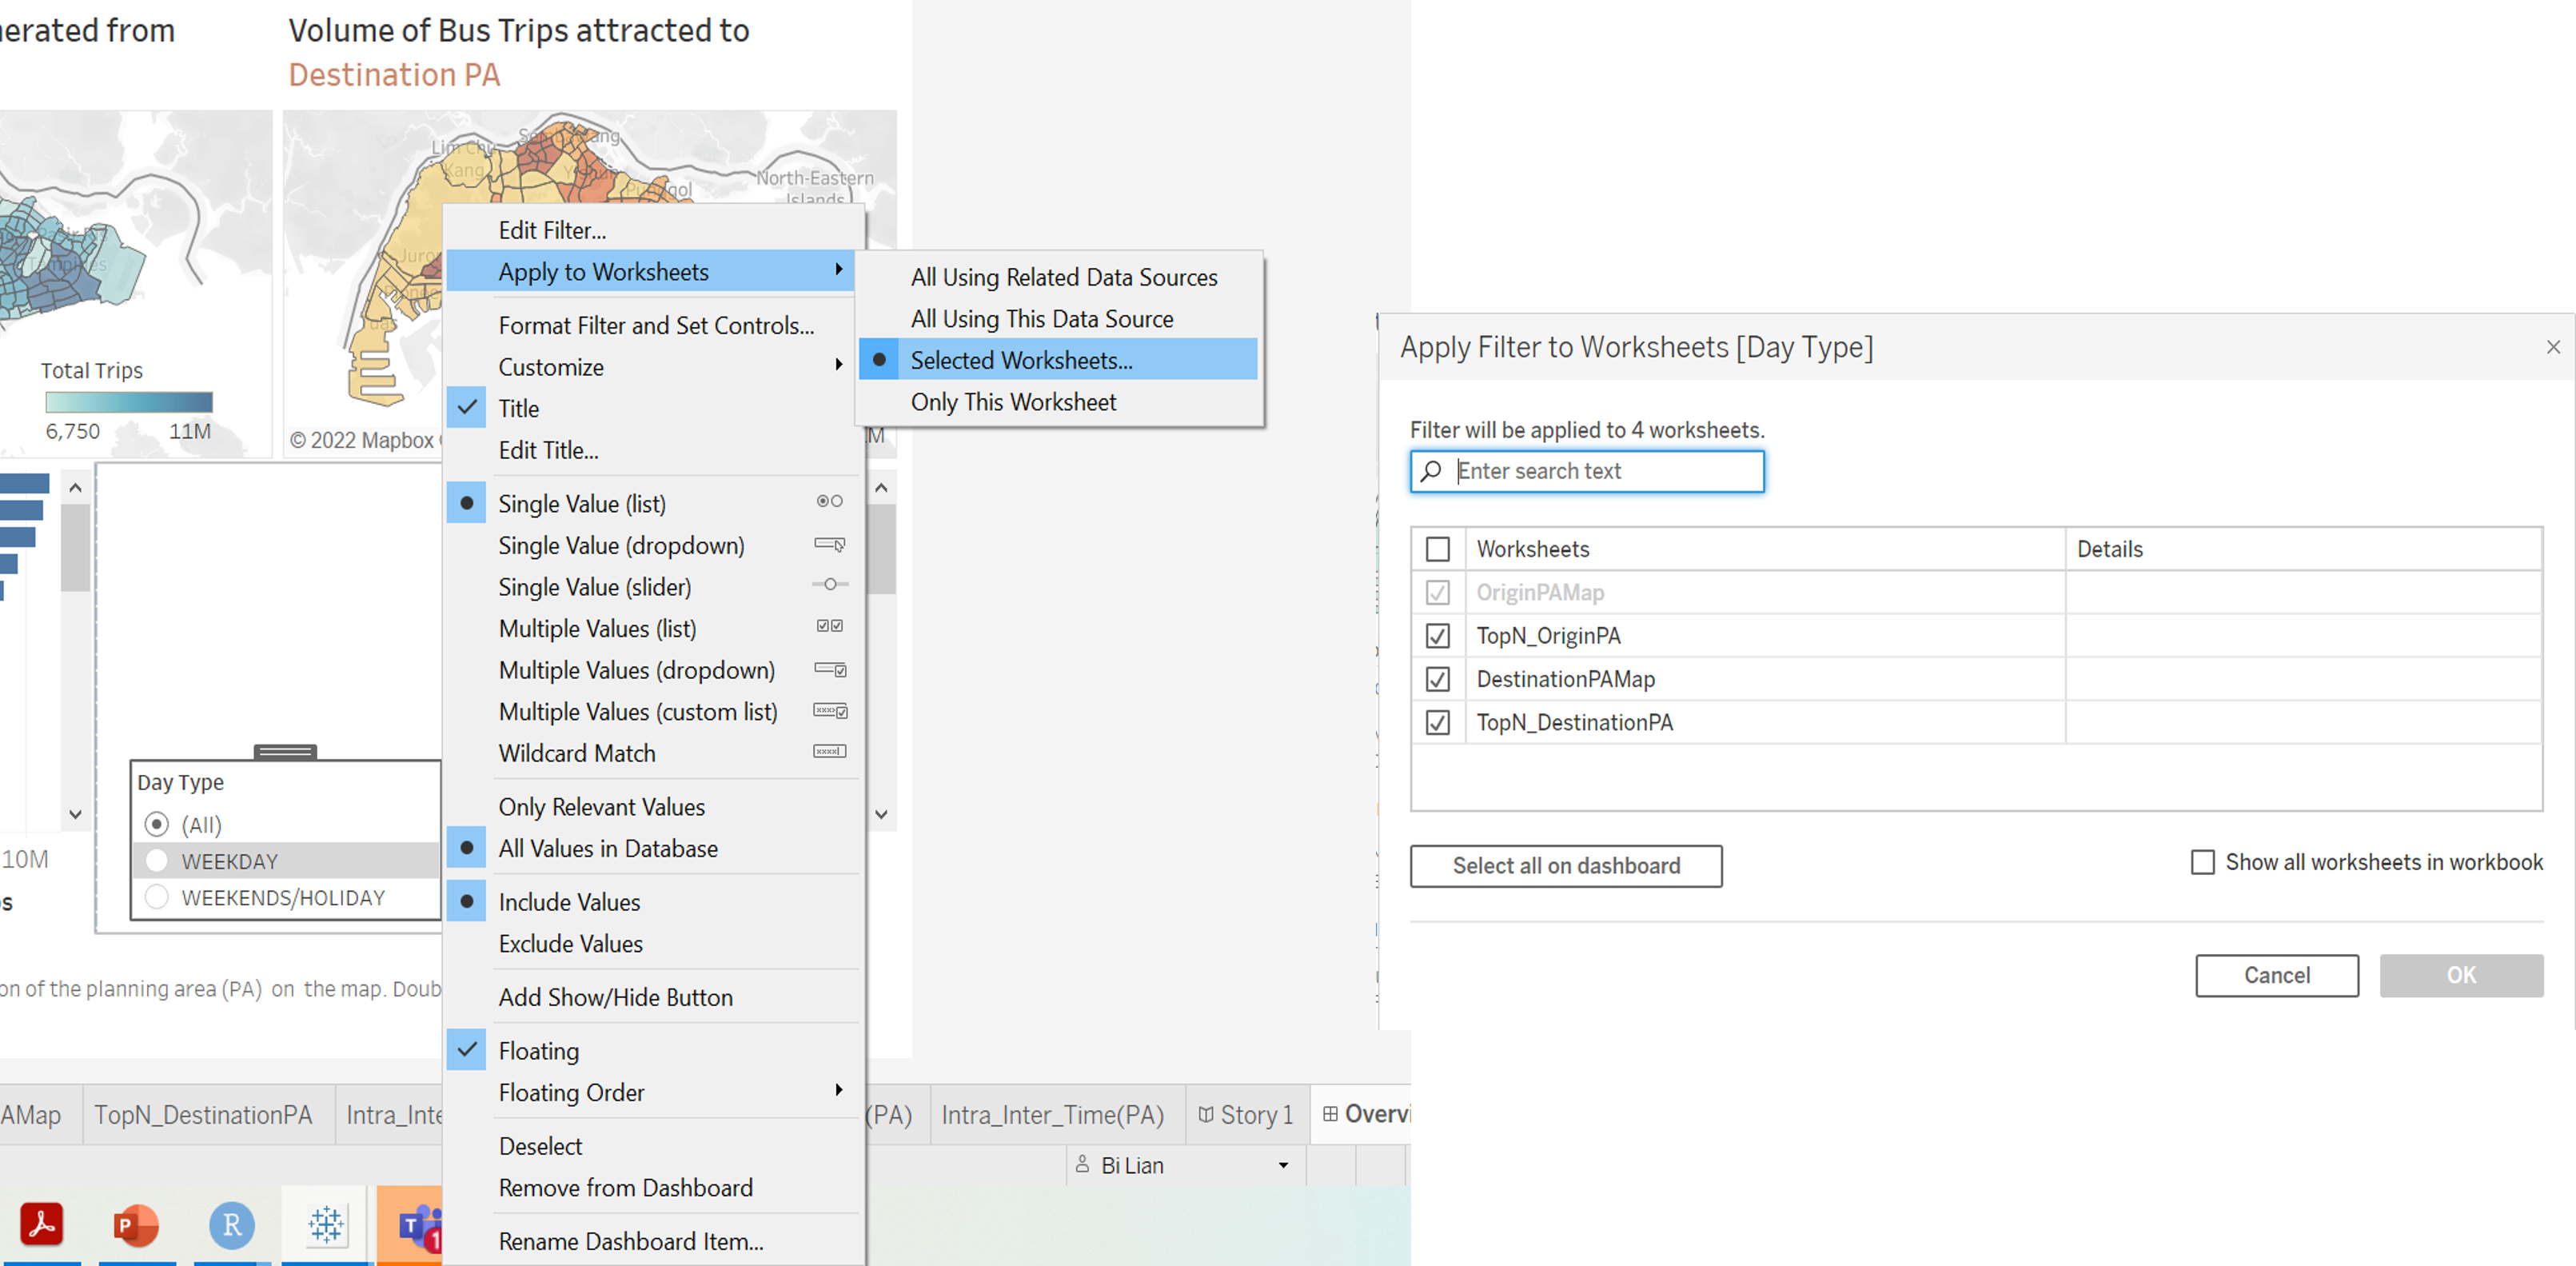 erated from
Volume of Bus Trips attracted to
Destination PA
North-Eastern
Islands
Total Trips
6,750 11M
© 2022 Mapbox
Edit Filter...
Apply to Worksheets
Format Filter and Set Controls...
Customize
Title
Edit Title...
Single Value (list)
Single Value (dropdown)
Single Value (slider)
Multiple Values (list)
Multiple Values (dropdown)
Multiple Values (custom list)
Wildcard Match
Only Relevant Values
All Values in Database
Include Values
Exclude Values
Add Show/Hide Button
Floating
Floating Order
Deselect
Remove from Dashboard
Rename Dashboard Item...
All Using Related Data Sources
All Using This Data Source
Selected Worksheets...
Only This Worksheet
M
Day Type
(All)
WEEKDAY
WEEKENDS/HOLIDAY
10M
s
on of the planning area (PA) on the map. Doub
AMap TopN_DestinationPA Intra_Inte (PA) Intra_Inter_Time(PA) Story 1 Overvi
Bi Lian
Apply Filter to Worksheets [Day Type]
Filter will be applied to 4 worksheets.
Enter search text
Worksheets Details
OriginPAMap
TopN_OriginPA
DestinationPAMap
TopN_DestinationPA
Select all on dashboard Show all worksheets in workbook
Cancel OK